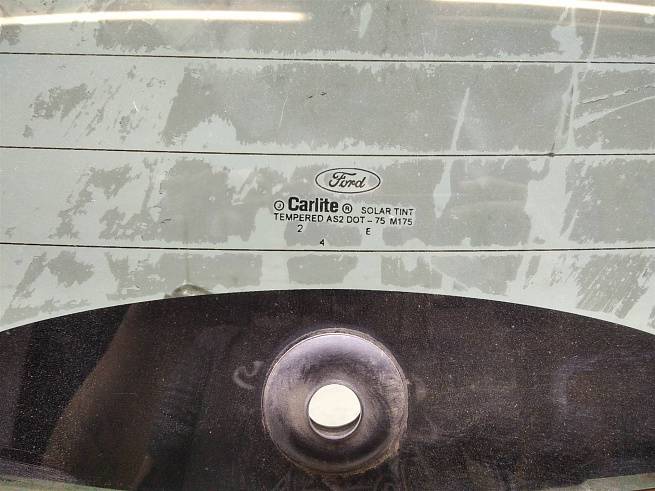 Ford
Carlite ® SOLAR TINT
TEMPERED AS2 DOT-75 M175
2 E
4